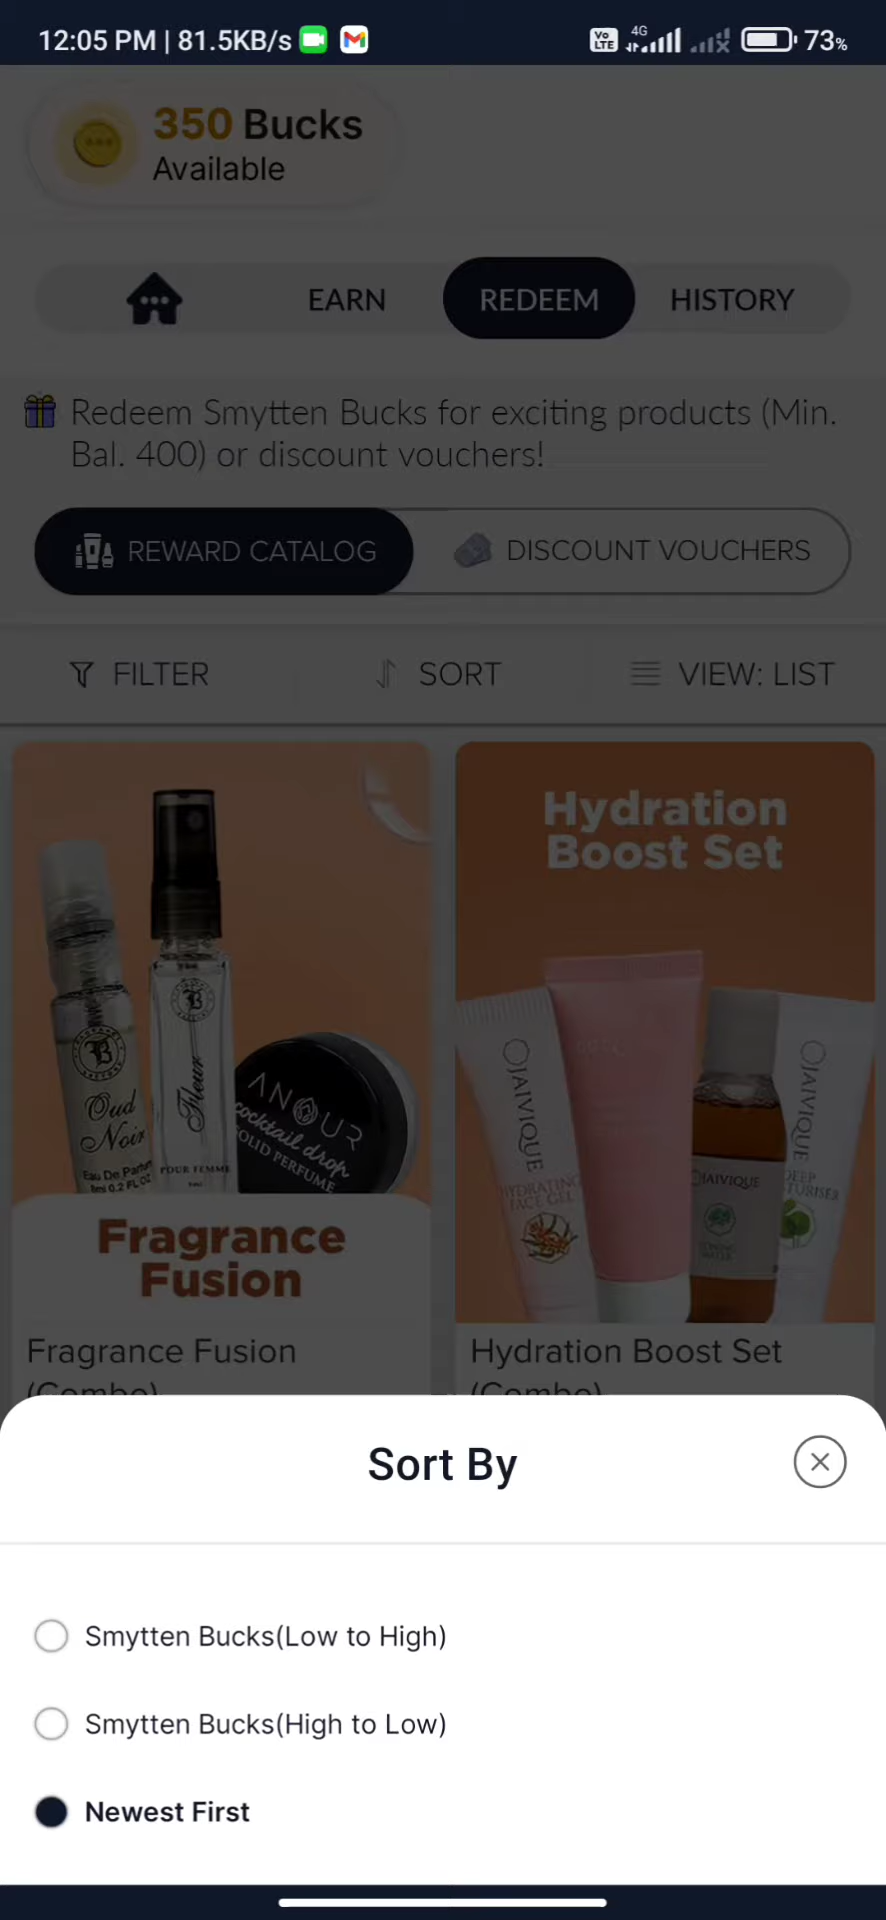 12:05 PM | 81.5KB/s
Vo LTE 4G 73%
350 Bucks
Available
EARN REDEEM HISTORY
Redeem Smytten Bucks for exciting products (Min.
Bal. 400) or discount vouchers!
REWARD CATALOG DISCOUNT VOUCHERS
FILTER SORT VIEW: LIST
Oud
Noir
Eau De Parfum
8ml 0.2 FL OZ
Fleur
POUR FEMME
ANOUR
cocktail drop
SOLID PERFUME
Fragrance
Fusion
Hydration
Boost Set
JAIVIQUE
HYDRATING
FACE GEL
JAIVIQUE
JAIVIQUE
DEEP
Fragrance Fusion
(Combo)
Hydration Boost Set
(Combo)
Sort By
Smytten Bucks(Low to High)
Smytten Bucks(High to Low)
Newest First